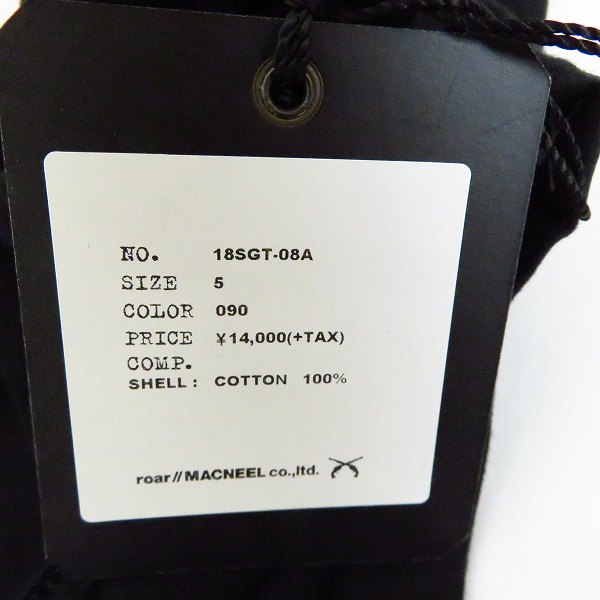 NO. 18SGT-08A
SIZE 5
COLOR 090
PRICE ¥14,000(+TAX)
COMP.
SHELL: COTTON 100%
roar//MACNEEL co.,ltd.